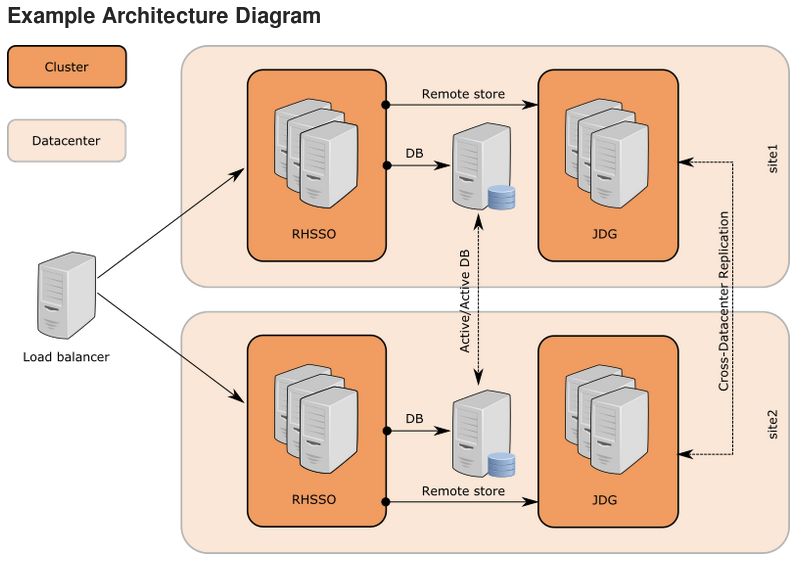 Example Architecture Diagram
Cluster
Datacenter
Load balancer
RHSSO
Remote store
DB
JDG
site1
Active/Active DB
Cross-Datacenter Replication
RHSSO
DB
Remote store
JDG
site2